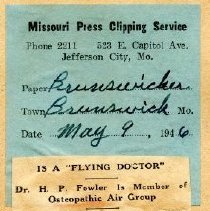 Missouri Press Clipping Service
Phone 2211 523 E. Capitol Ave.
Jefferson City, Mo.
Paper Brunswicker
Town Brunswick Mo.
Date May 9, 1946
IS A "FLYING DOCTOR"
Dr. H. P. Fowler Is Member of
Osteopathic Air Group